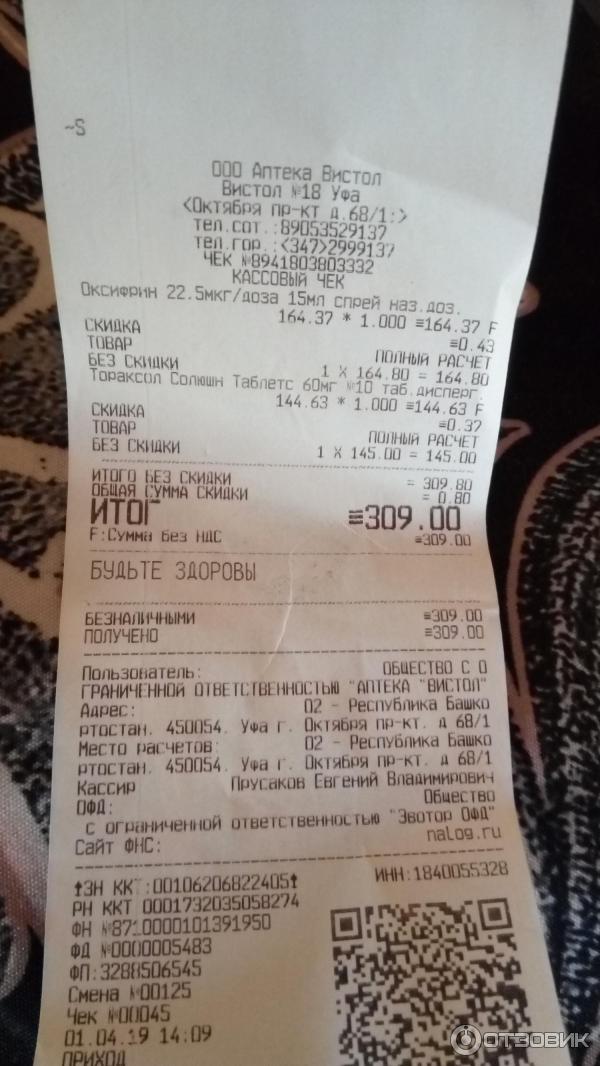 ~S
ООО Аптека Вистол
Вистол №18 Уфа
<Октября пр-кт д.68/1:>
тел.сот.:89053529137
тел.гор.:<347>2999137
ЧЕК №8941803803332
КАССОВЫЙ ЧЕК
Оксифрин 22.5мкг/доза 15мл спрей наз.доз.
164.37 * 1.000 ≡164.37 F
СКИДКА ≡0.43
ТОВАР ПОЛНЫЙ РАСЧЕТ
БЕЗ СКИДКИ 1 X 164.80 = 164.80
Тораксол Солюшн Таблетс 60мг №10 таб.дисперг.
144.63 * 1.000 ≡144.63 F
СКИДКА ≡0.37
ТОВАР ПОЛНЫЙ РАСЧЕТ
БЕЗ СКИДКИ 1 X 145.00 = 145.00
ИТОГО БЕЗ СКИДКИ = 309.80
ОБЩАЯ СУММА СКИДКИ = 0.80
ИТОГ ≡309.00
F:Сумма без НДС ≡309.00
БУДЬТЕ ЗДОРОВЫ
БЕЗНАЛИЧНЫМИ ≡309.00
ПОЛУЧЕНО ≡309.00
Пользователь: ОБЩЕСТВО С О
ГРАНИЧЕННОЙ ОТВЕТСТВЕННОСТЬЮ "АПТЕКА "ВИСТОЛ"
Адрес: 02 - Республика Башко
ртостан. 450054. Уфа г. Октября пр-кт. д 68/1
Место расчетов: 02 - Республика Башко
ртостан. 450054. Уфа г. Октября пр-кт. д 68/1
Кассир Прусаков Евгений Владимирович
ОФД: Общество
с ограниченной ответственностью "Эвотор ОФД"
Сайт ФНС: nalog.ru
ЗН ККТ:00106206822405 ИНН:1840055328
РН ККТ 0001732035058274
ФН №8710000101391950
ФД №0000005483
ФП:3288506545
Смена №00125
Чек №00045
01.04.19 14:09
ПРИХОД
ОТЗОВИК